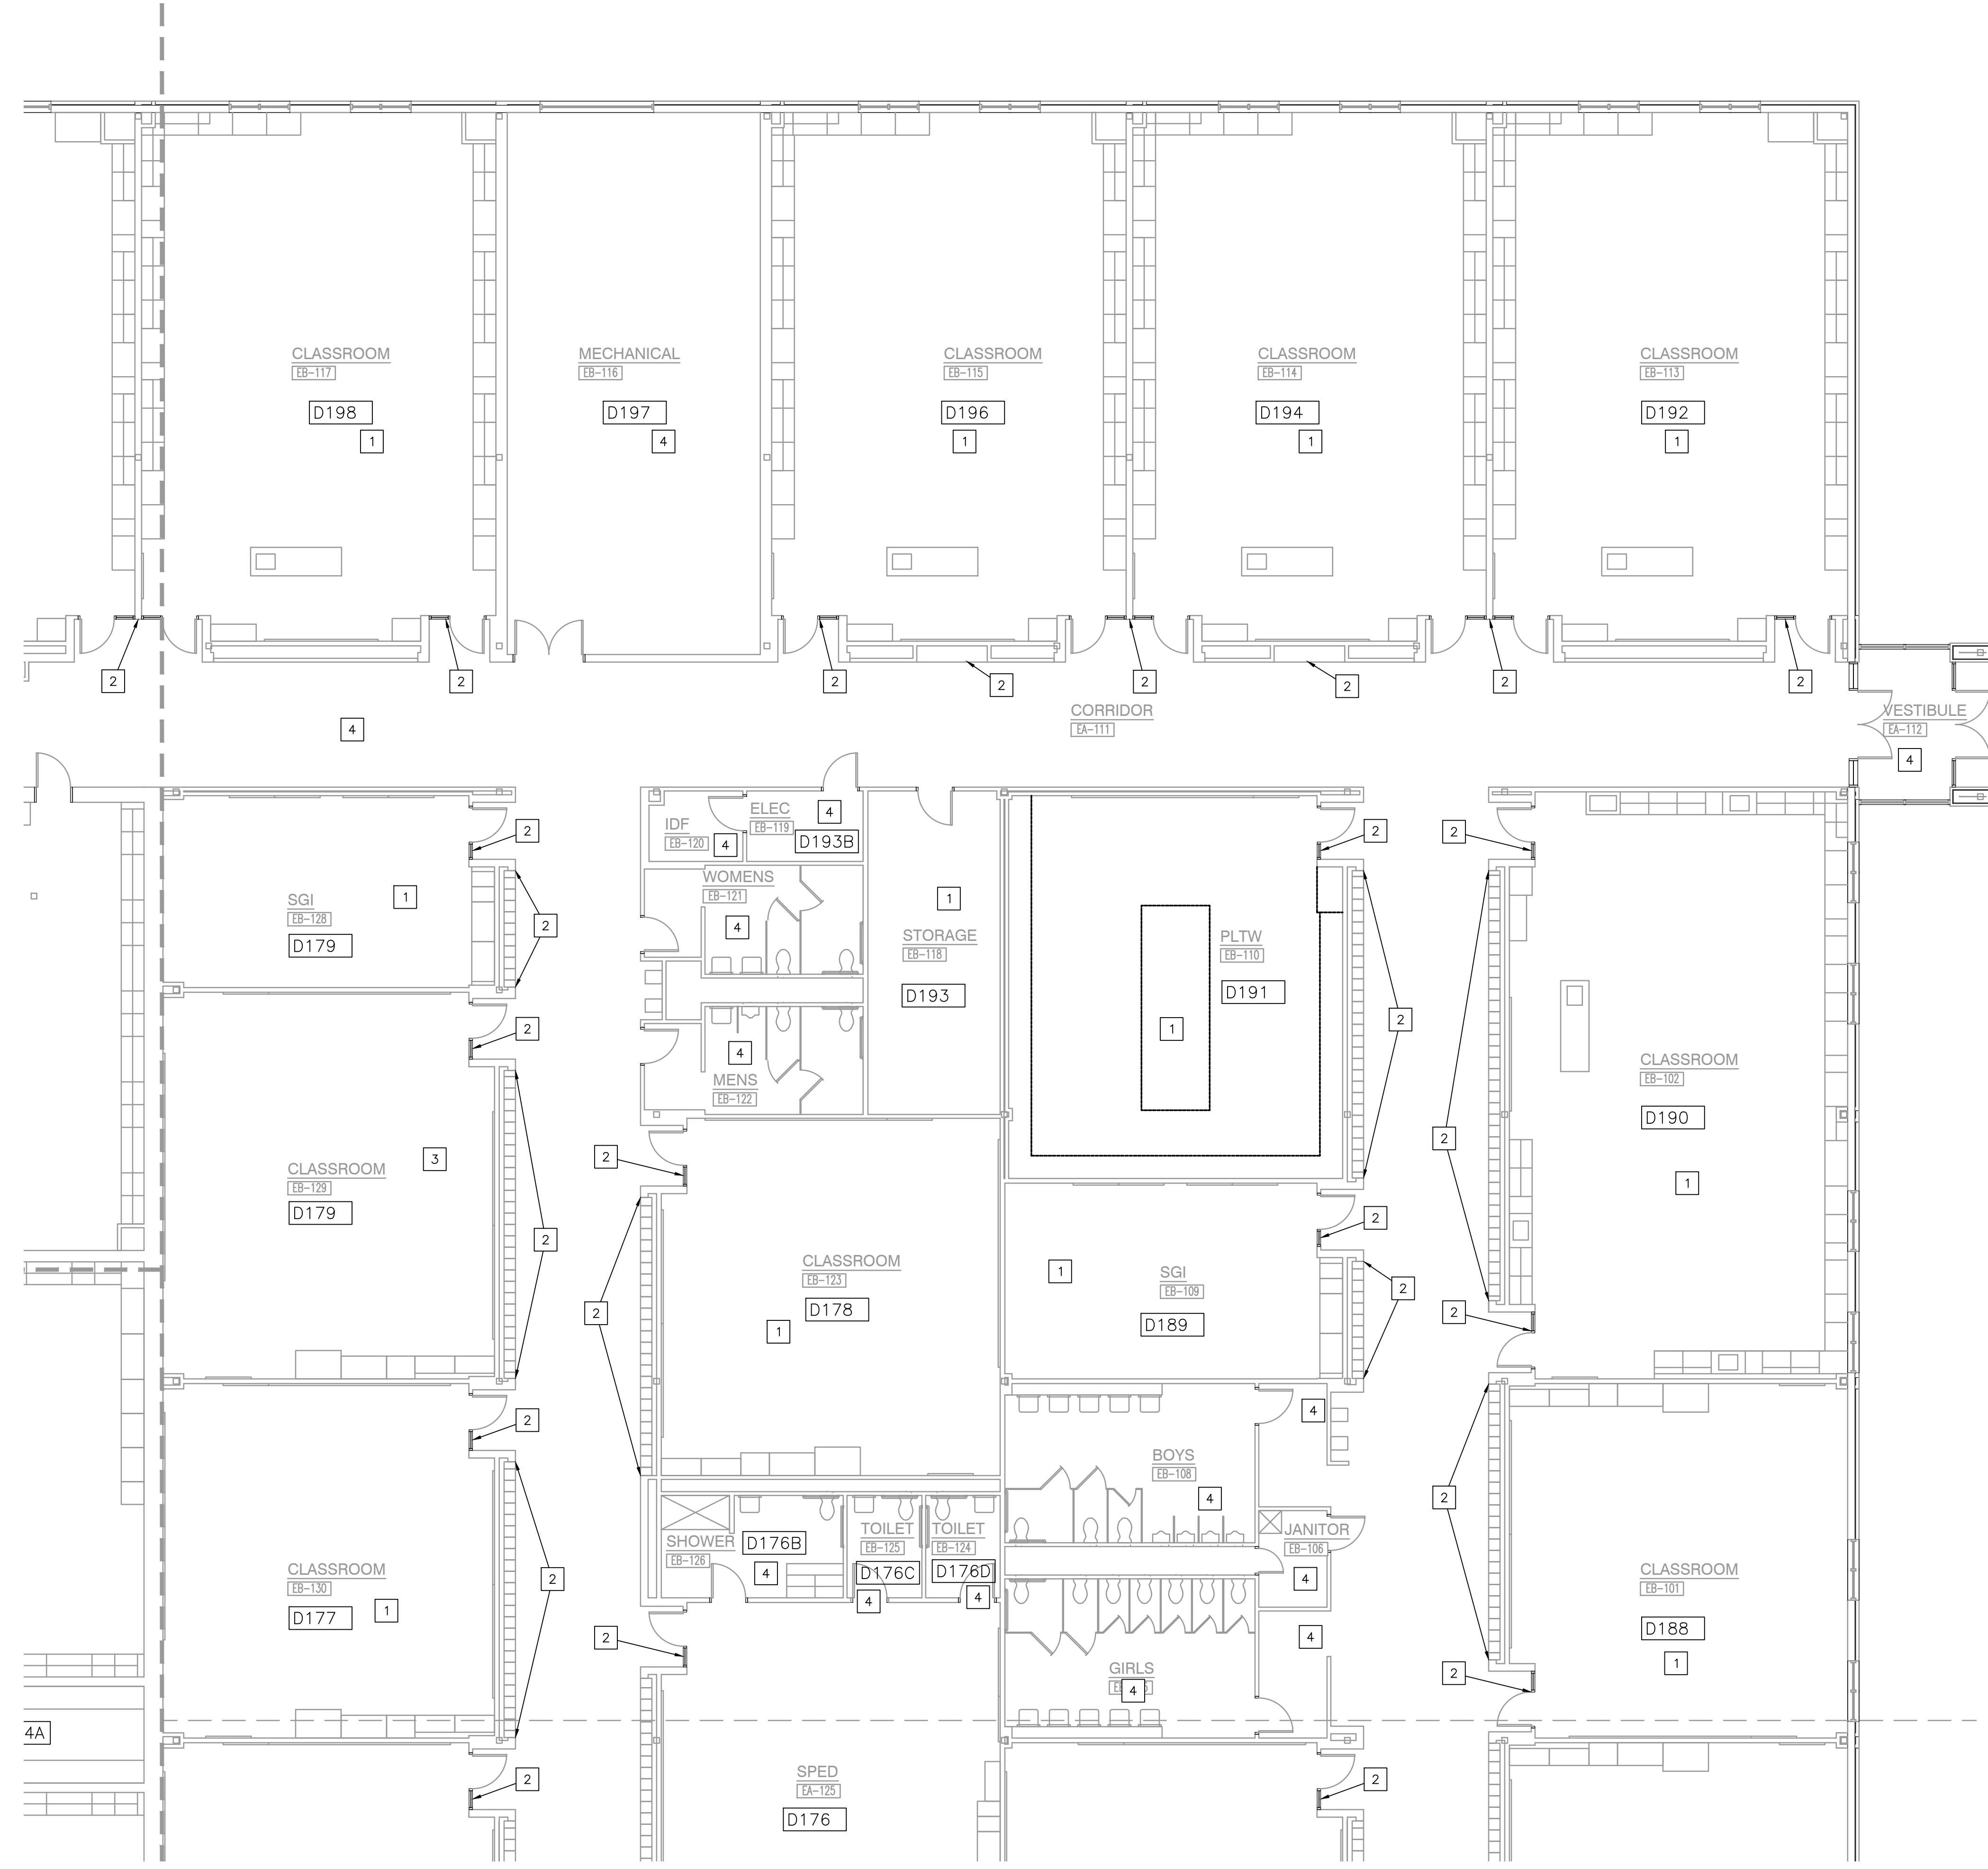 CLASSROOM
EB-117
D198
1
MECHANICAL
EB-116
D197
4
CLASSROOM
EB-115
D196
1
CLASSROOM
EB-114
D194
1
CLASSROOM
EB-113
D192
1
2
2
2
2
2
2
2
2
4
CORRIDOR
EA-111
VESTIBULE
EA-112
4
SGI
EB-128
D179
1
2
2
IDF
EB-120
4
ELEC
EB-119
4
D193B
WOMENS
EB-121
4
STORAGE
EB-118
D193
1
PLTW
EB-110
D191
1
2
2
2
2
CLASSROOM
EB-102
D190
1
2
4
MENS
EB-122
CLASSROOM
EB-129
D179
3
2
2
2
2
CLASSROOM
EB-123
D178
1
SGI
EB-109
D189
1
2
2
2
2
CLASSROOM
EB-130
D177
1
2
2
BOYS
EB-108
4
4
SHOWER
EB-126
D176B
4
TOILET
EB-125
D176C
4
TOILET
EB-124
D176D
4
JANITOR
EB-106
4
4
GIRLS
4
CLASSROOM
EB-101
D188
1
2
2
2
4A
2
SPED
EA-125
D176
2